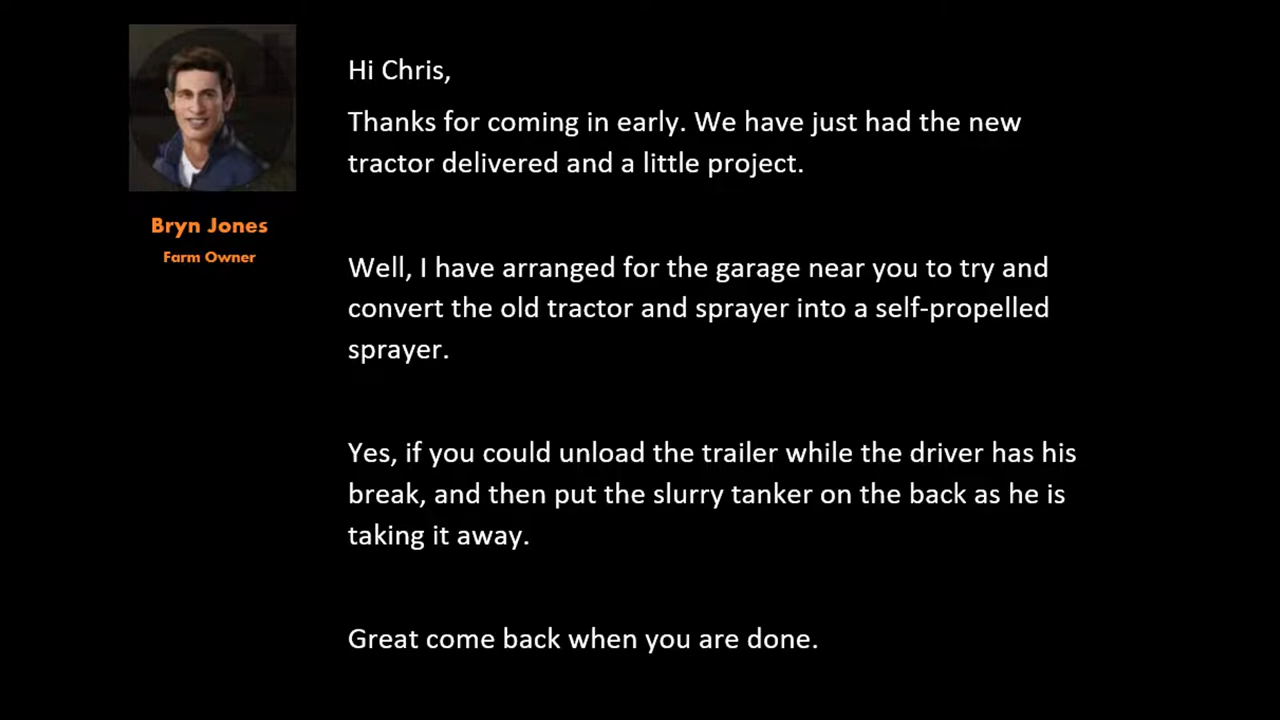 Hi Chris,
Thanks for coming in early. We have just had the new
tractor delivered and a little project.
Bryn Jones
Farm Owner
Well, I have arranged for the garage near you to try and
convert the old tractor and sprayer into a self-propelled
sprayer.
Yes, if you could unload the trailer while the driver has his
break, and then put the slurry tanker on the back as he is
taking it away.
Great come back when you are done.